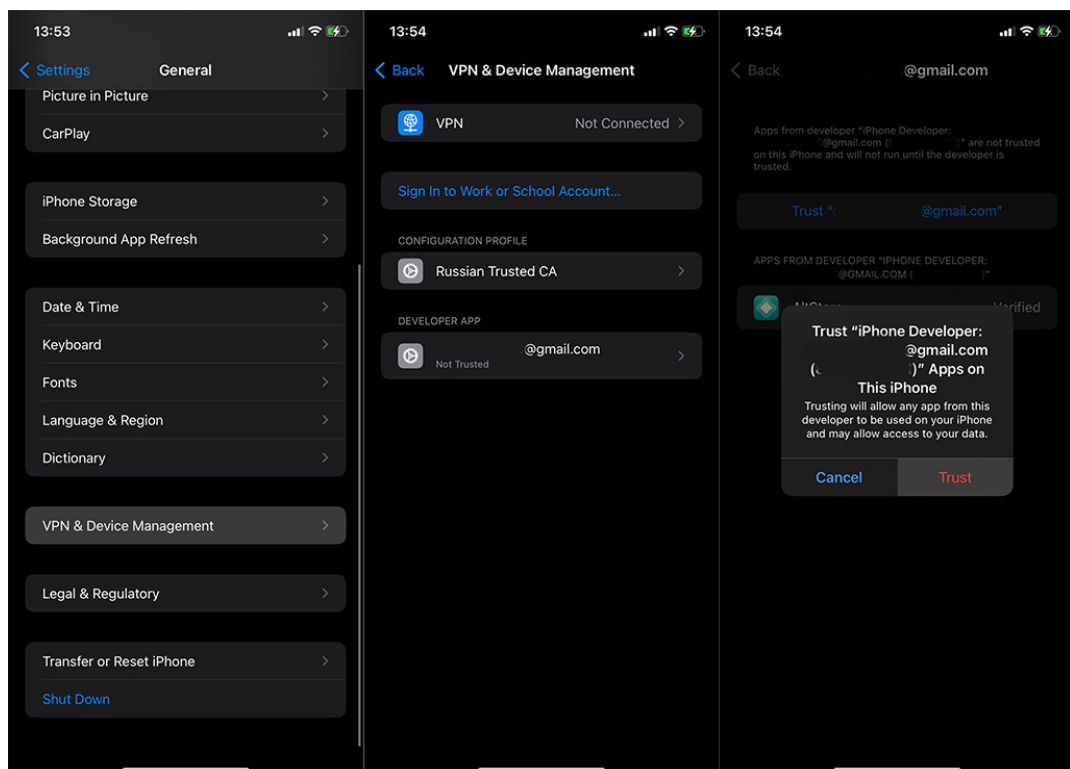 13:53
Settings
General
Picture in Picture
CarPlay
iPhone Storage
Background App Refresh
Date & Time
Keyboard
Fonts
Language & Region
Dictionary
VPN & Device Management
Legal & Regulatory
Transfer or Reset iPhone
Shut Down
13:54
Back
VPN & Device Management
VPN
Not Connected
Sign In to Work or School Account...
CONFIGURATION PROFILE
Russian Trusted CA
DEVELOPER APP
@gmail.com
Not Trusted
13:54
Back
@gmail.com
Apps from developer "iPhone Developer:
@gmail.com ( )" are not trusted
on this iPhone and will not run until the developer is
trusted.
Trust " @gmail.com"
APPS FROM DEVELOPER "IPHONE DEVELOPER:
@GMAIL.COM ( )"
Verified
Trust "iPhone Developer:
@gmail.com
( )" Apps on
This iPhone
Trusting will allow any app from this
developer to be used on your iPhone
and may allow access to your data.
Cancel
Trust